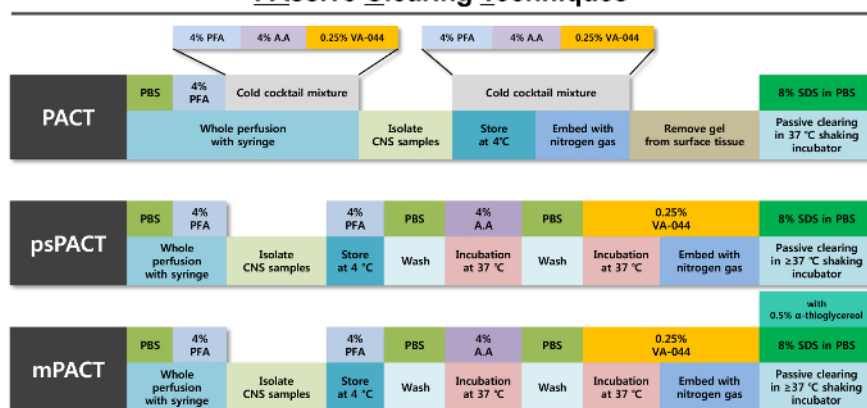 PAssive Clearing Techniques
4% PFA 4% A.A 0.25% VA-044 4% PFA 4% A.A 0.25% VA-044
PACT
PBS 4% PFA Cold cocktail mixture Cold cocktail mixture 8% SDS in PBS
Whole perfusion with syringe Isolate CNS samples Store at 4℃ Embed with nitrogen gas Remove gel from surface tissue Passive clearing in 37 ℃ shaking incubator
psPACT
PBS 4% PFA 4% PFA PBS 4% A.A PBS 0.25% VA-044 8% SDS in PBS
Whole perfusion with syringe Isolate CNS samples Store at 4 ℃ Wash Incubation at 37 ℃ Wash Incubation at 37 ℃ Embed with nitrogen gas Passive clearing in ≥37 ℃ shaking incubator
with
0.5% α-thioglycereol
mPACT
PBS 4% PFA 4% PFA PBS 4% A.A PBS 0.25% VA-044 8% SDS in PBS
Whole perfusion with syringe Isolate CNS samples Store at 4 ℃ Wash Incubation at 37 ℃ Wash Incubation at 37 ℃ Embed with nitrogen gas Passive clearing in ≥37 ℃ shaking incubator